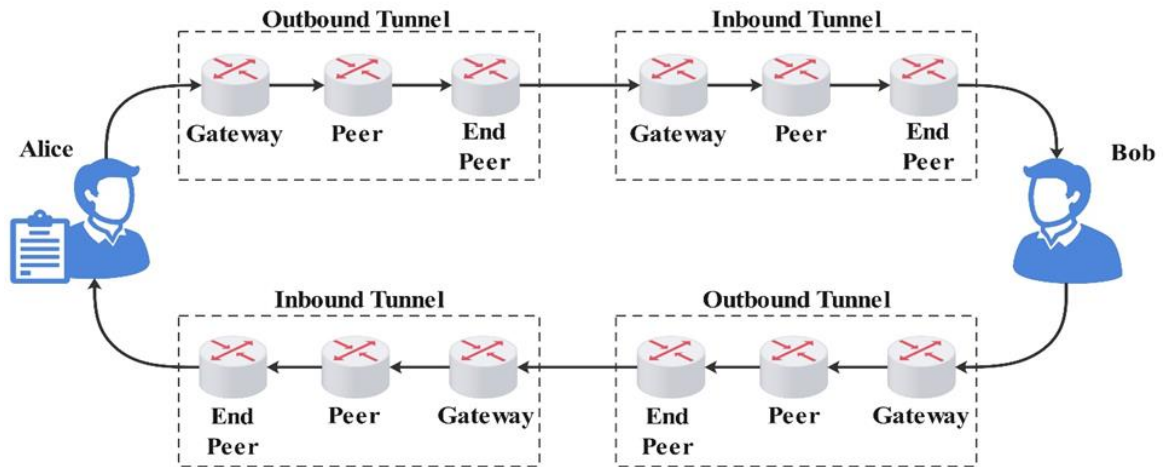 Outbound Tunnel
Inbound Tunnel
Gateway
Peer
End
Peer
Gateway
Peer
End
Peer
Alice
Bob
Inbound Tunnel
Outbound Tunnel
End
Peer
Peer
Gateway
End
Peer
Peer
Gateway